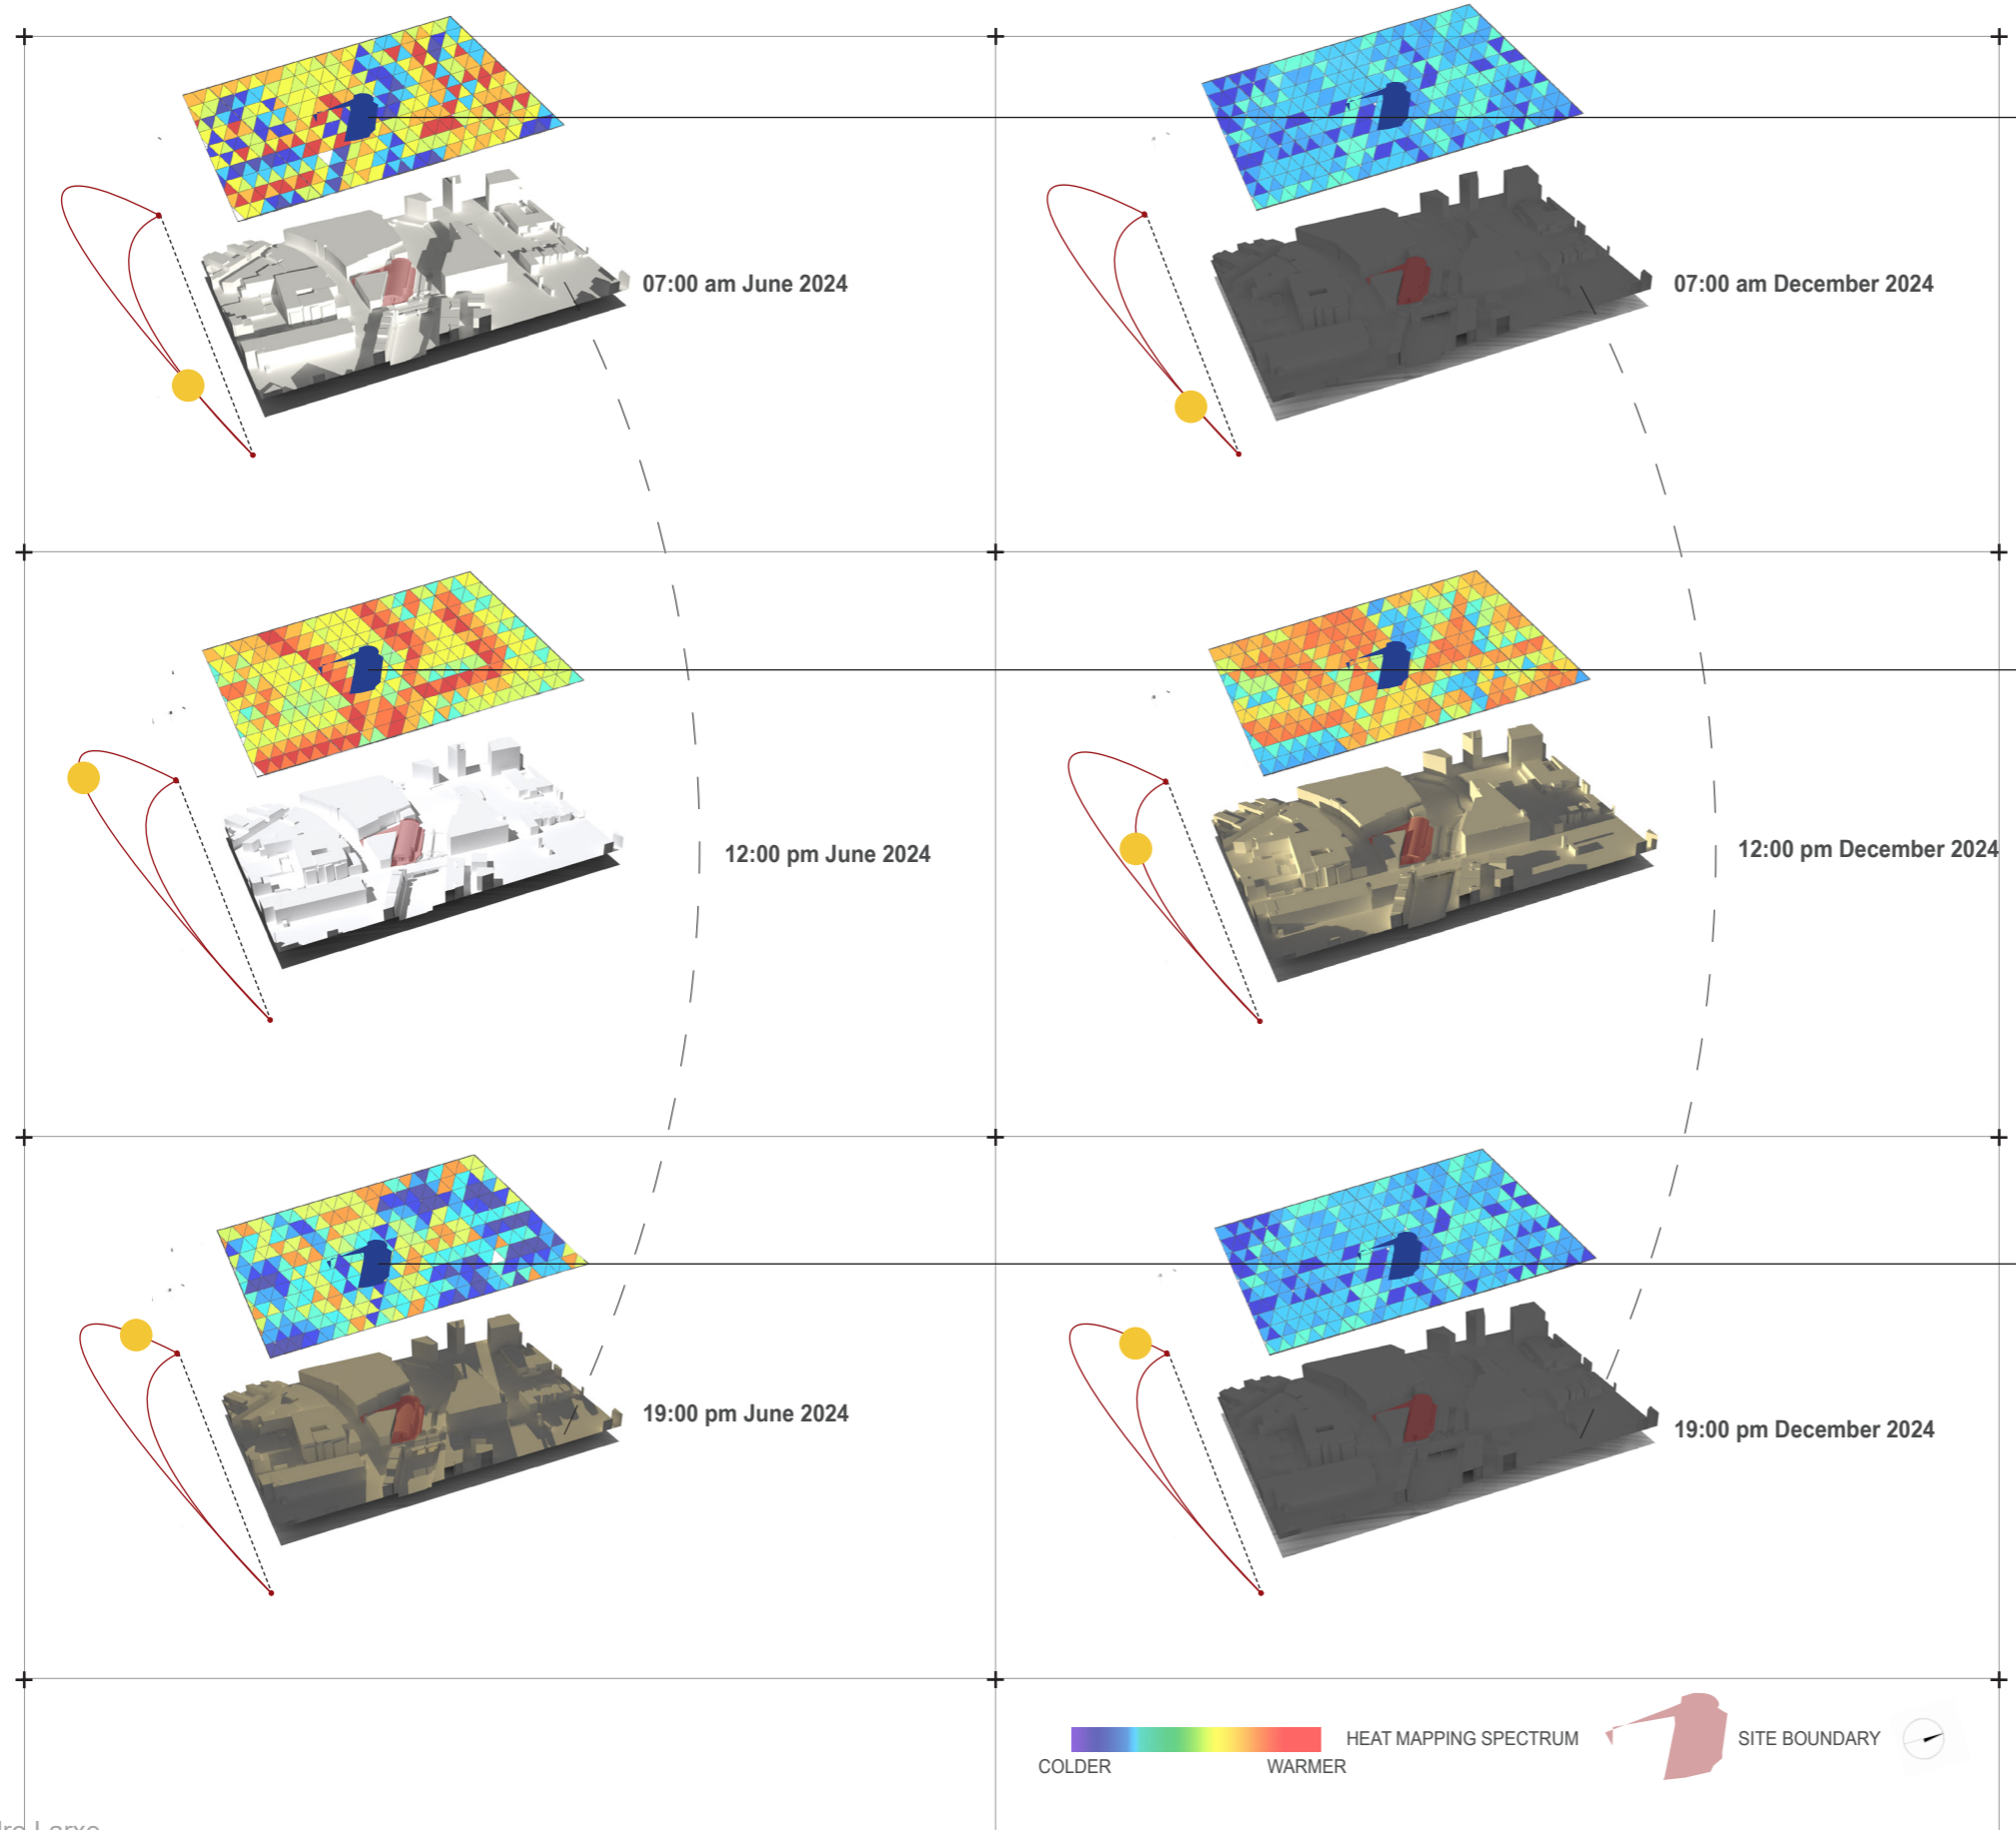 07:00 am June 2024
07:00 am December 2024
12:00 pm June 2024
12:00 pm December 2024
19:00 pm June 2024
19:00 pm December 2024
HEAT MAPPING SPECTRUM
SITE BOUNDARY
COLDER
WARMER